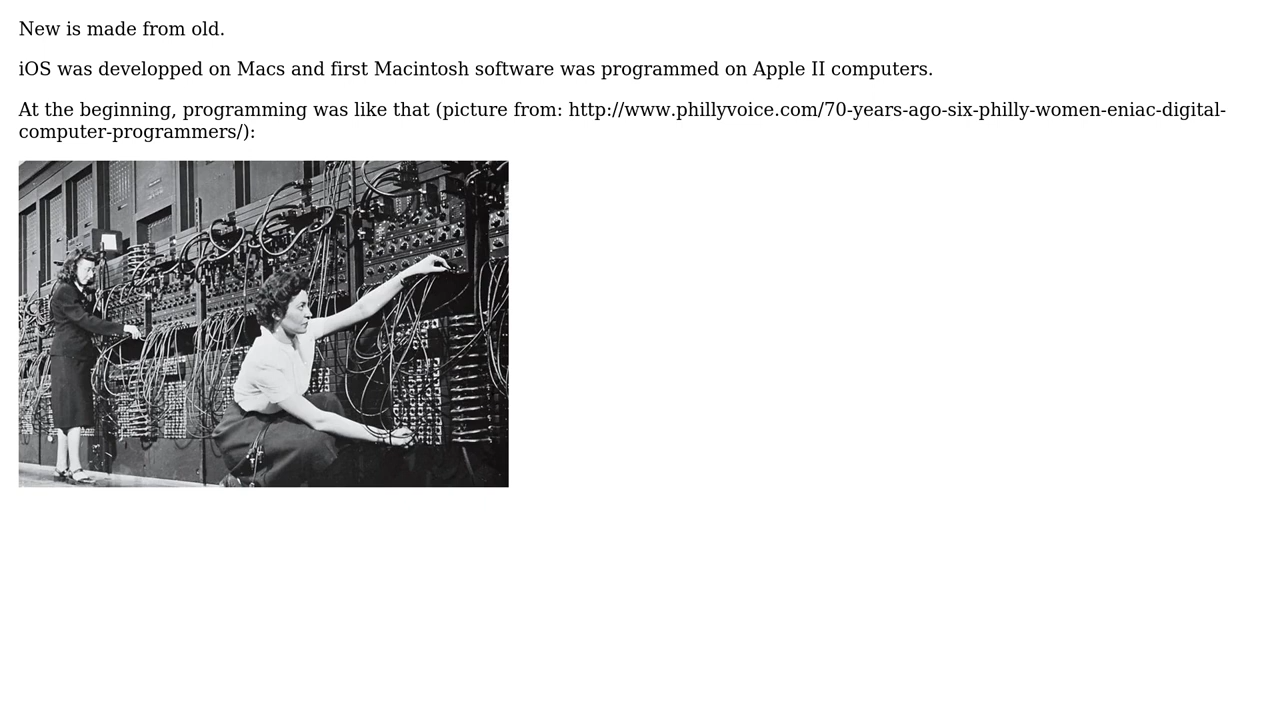 New is made from old.
iOS was developped on Macs and first Macintosh software was programmed on Apple II computers.
At the beginning, programming was like that (picture from: http://www.phillyvoice.com/70-years-ago-six-philly-women-eniac-digital-
computer-programmers/):